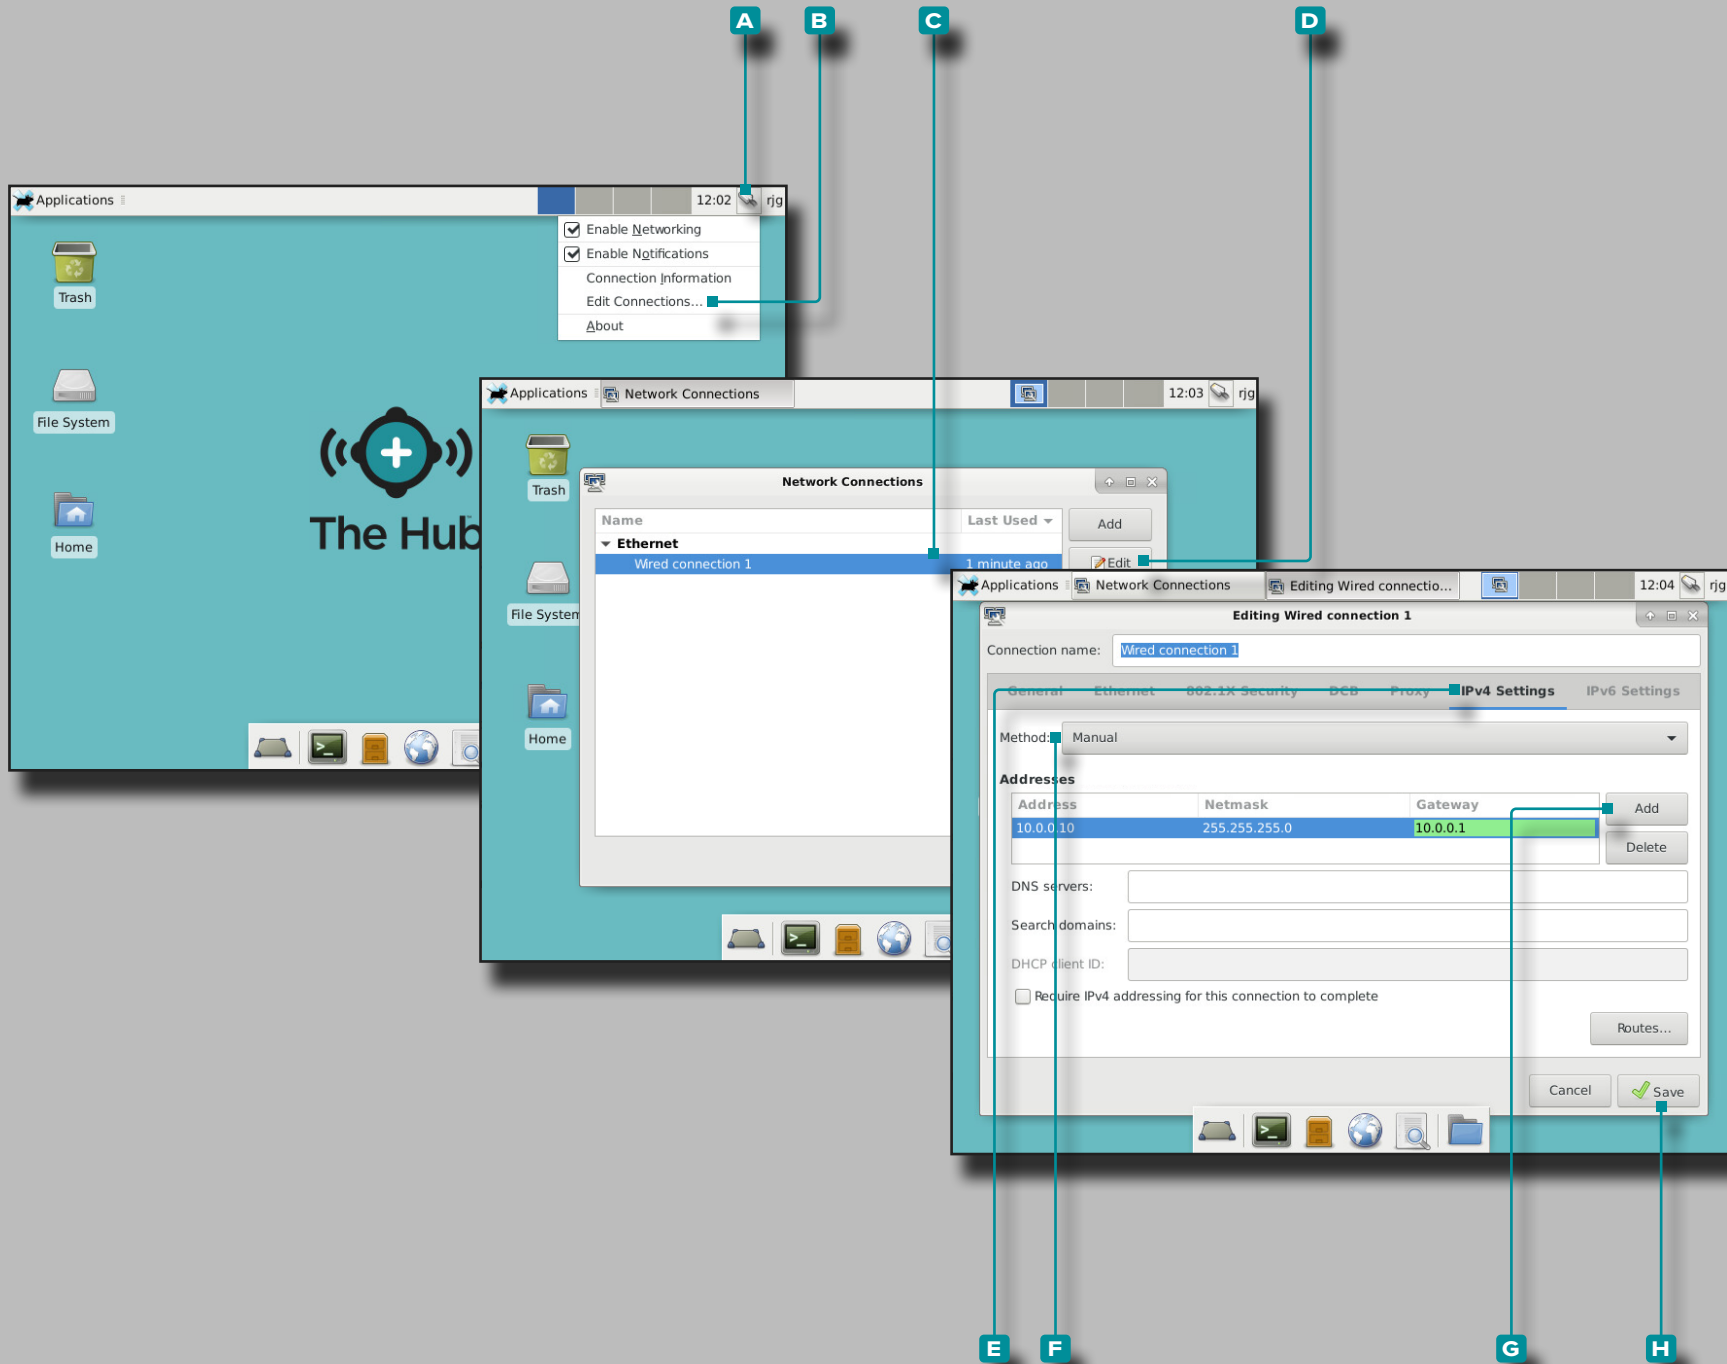 A
B
C
D
Applications
12:02
rjg
Enable Networking
Enable Notifications
Connection Information
Edit Connections...
About
Trash
File System
Home
The Hub
Applications
Network Connections
12:03
rjg
Trash
File System
Home
Network Connections
Name
Last Used
Add
Ethernet
Wired connection 1
1 minute ago
Edit
Applications
Network Connections
Editing Wired connectio...
12:04
rjg
Editing Wired connection 1
Connection name:
Wired connection 1
General
Ethernet
802.1X Security
DCB
Proxy
IPv4 Settings
IPv6 Settings
Method:
Manual
Addresses
Address
Netmask
Gateway
Add
10.0.0.10
255.255.255.0
10.0.0.1
Delete
DNS servers:
Search domains:
DHCP client ID:
Require IPv4 addressing for this connection to complete
Routes...
Cancel
Save
E
F
G
H